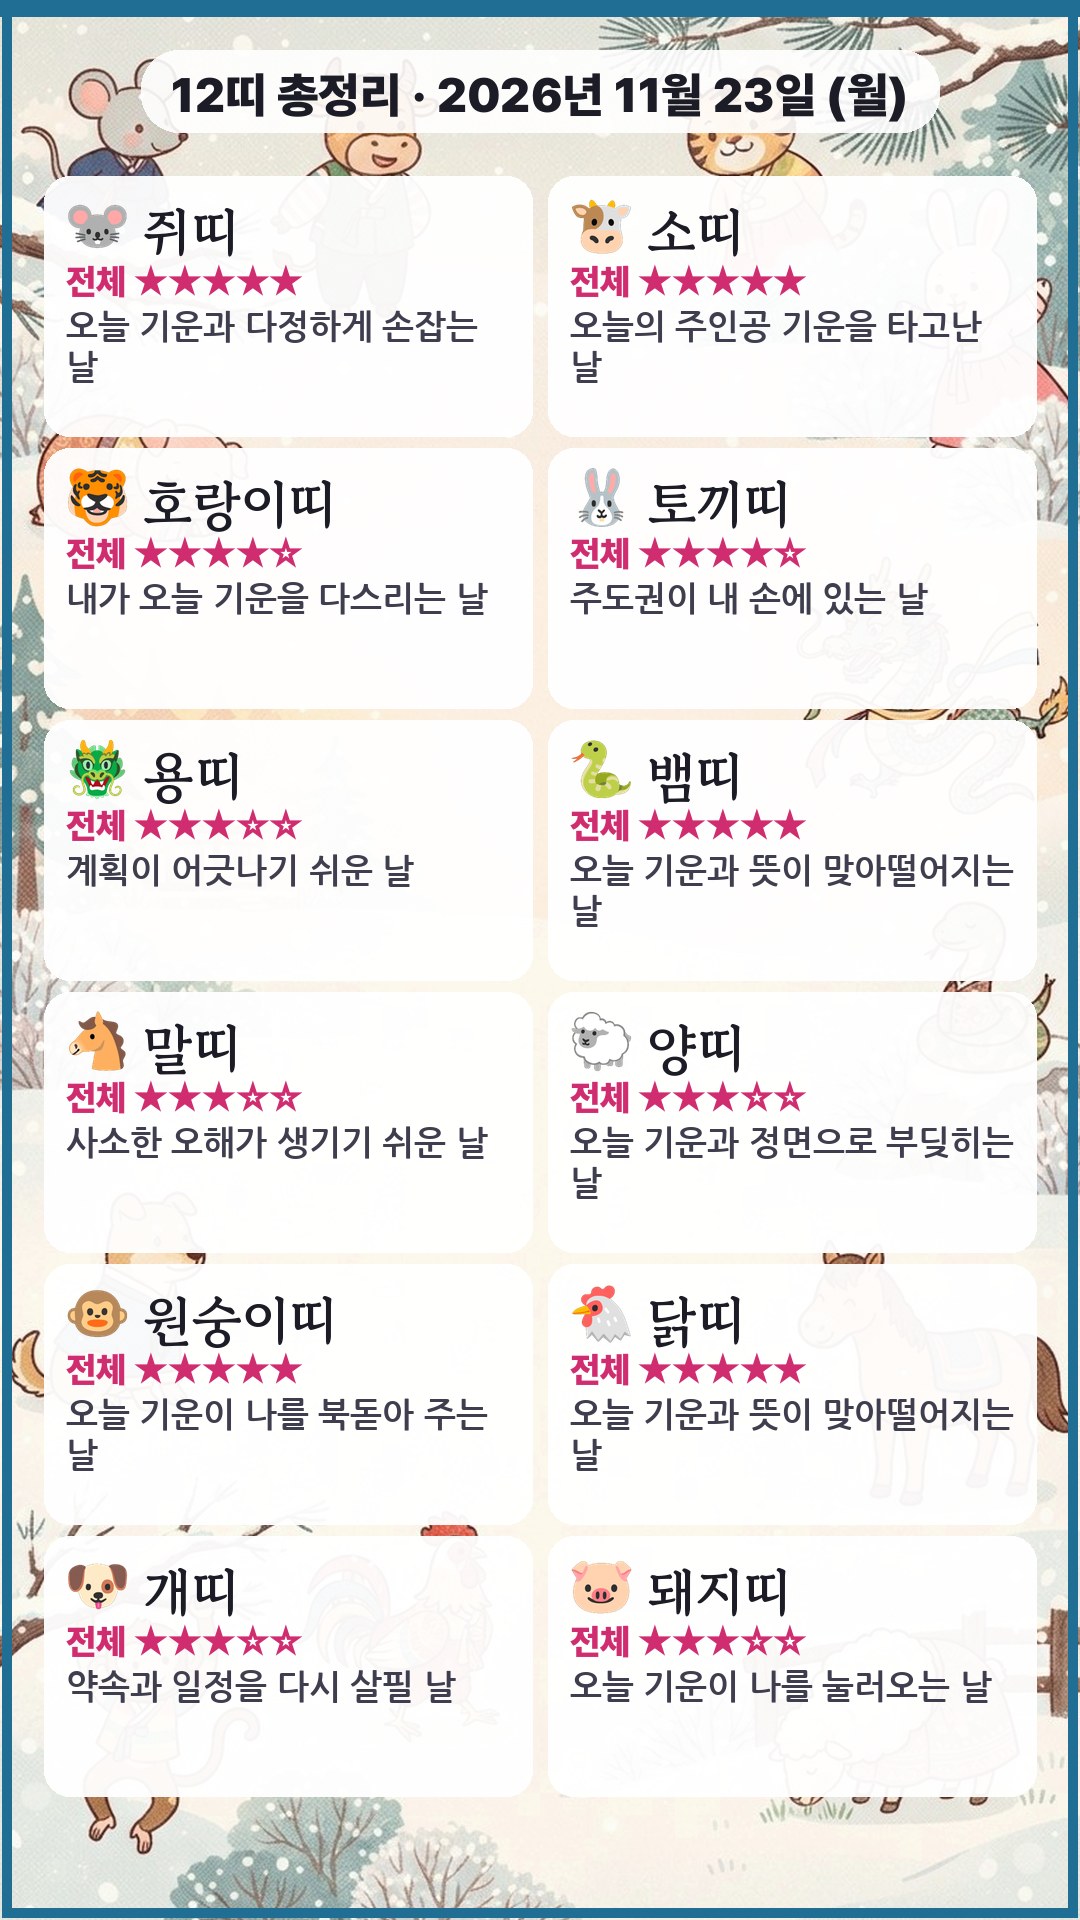 12띠 총정리 · 2026년 11월 23일 (월)
쥐띠
전체 ★★★★★
오늘 기운과 다정하게 손잡는
날
소띠
전체 ★★★★★
오늘의 주인공 기운을 타고난
날
호랑이띠
전체 ★★★★☆
내가 오늘 기운을 다스리는 날
토끼띠
전체 ★★★★☆
주도권이 내 손에 있는 날
용띠
전체 ★★★☆☆
계획이 어긋나기 쉬운 날
뱀띠
전체 ★★★★★
오늘 기운과 뜻이 맞아떨어지는
날
말띠
전체 ★★★☆☆
사소한 오해가 생기기 쉬운 날
양띠
전체 ★★★☆☆
오늘 기운과 정면으로 부딪히는
날
원숭이띠
전체 ★★★★★
오늘 기운이 나를 북돋아 주는
날
닭띠
전체 ★★★★★
오늘 기운과 뜻이 맞아떨어지는
날
개띠
전체 ★★★☆☆
약속과 일정을 다시 살필 날
돼지띠
전체 ★★★☆☆
오늘 기운이 나를 눌러오는 날